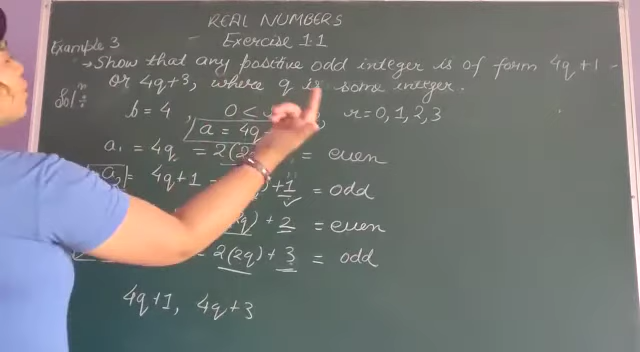 REAL NUMBERS
Example 3 – Exercise 1.1
→ Show that any positive odd integer is of form 4q+1 –
or 4q+3, where q is some integer.
Solⁿ:
b = 4 , 0 < r = 0, 1, 2, 3
a = 4q
a₁ = 4q = 2(2 = even
a₂ 4q+1 = +1 = odd
q) + 2 = even
= 2(2q) + 3 = odd
4q+1, 4q+3